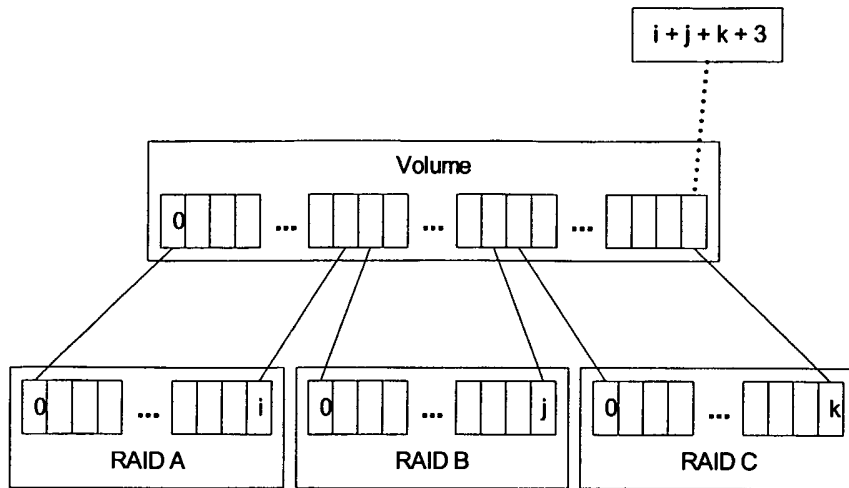 i + j + k + 3
Volume
0 ... ... ...
0 ... i
0 ... j
0 ... k
RAID A
RAID B
RAID C